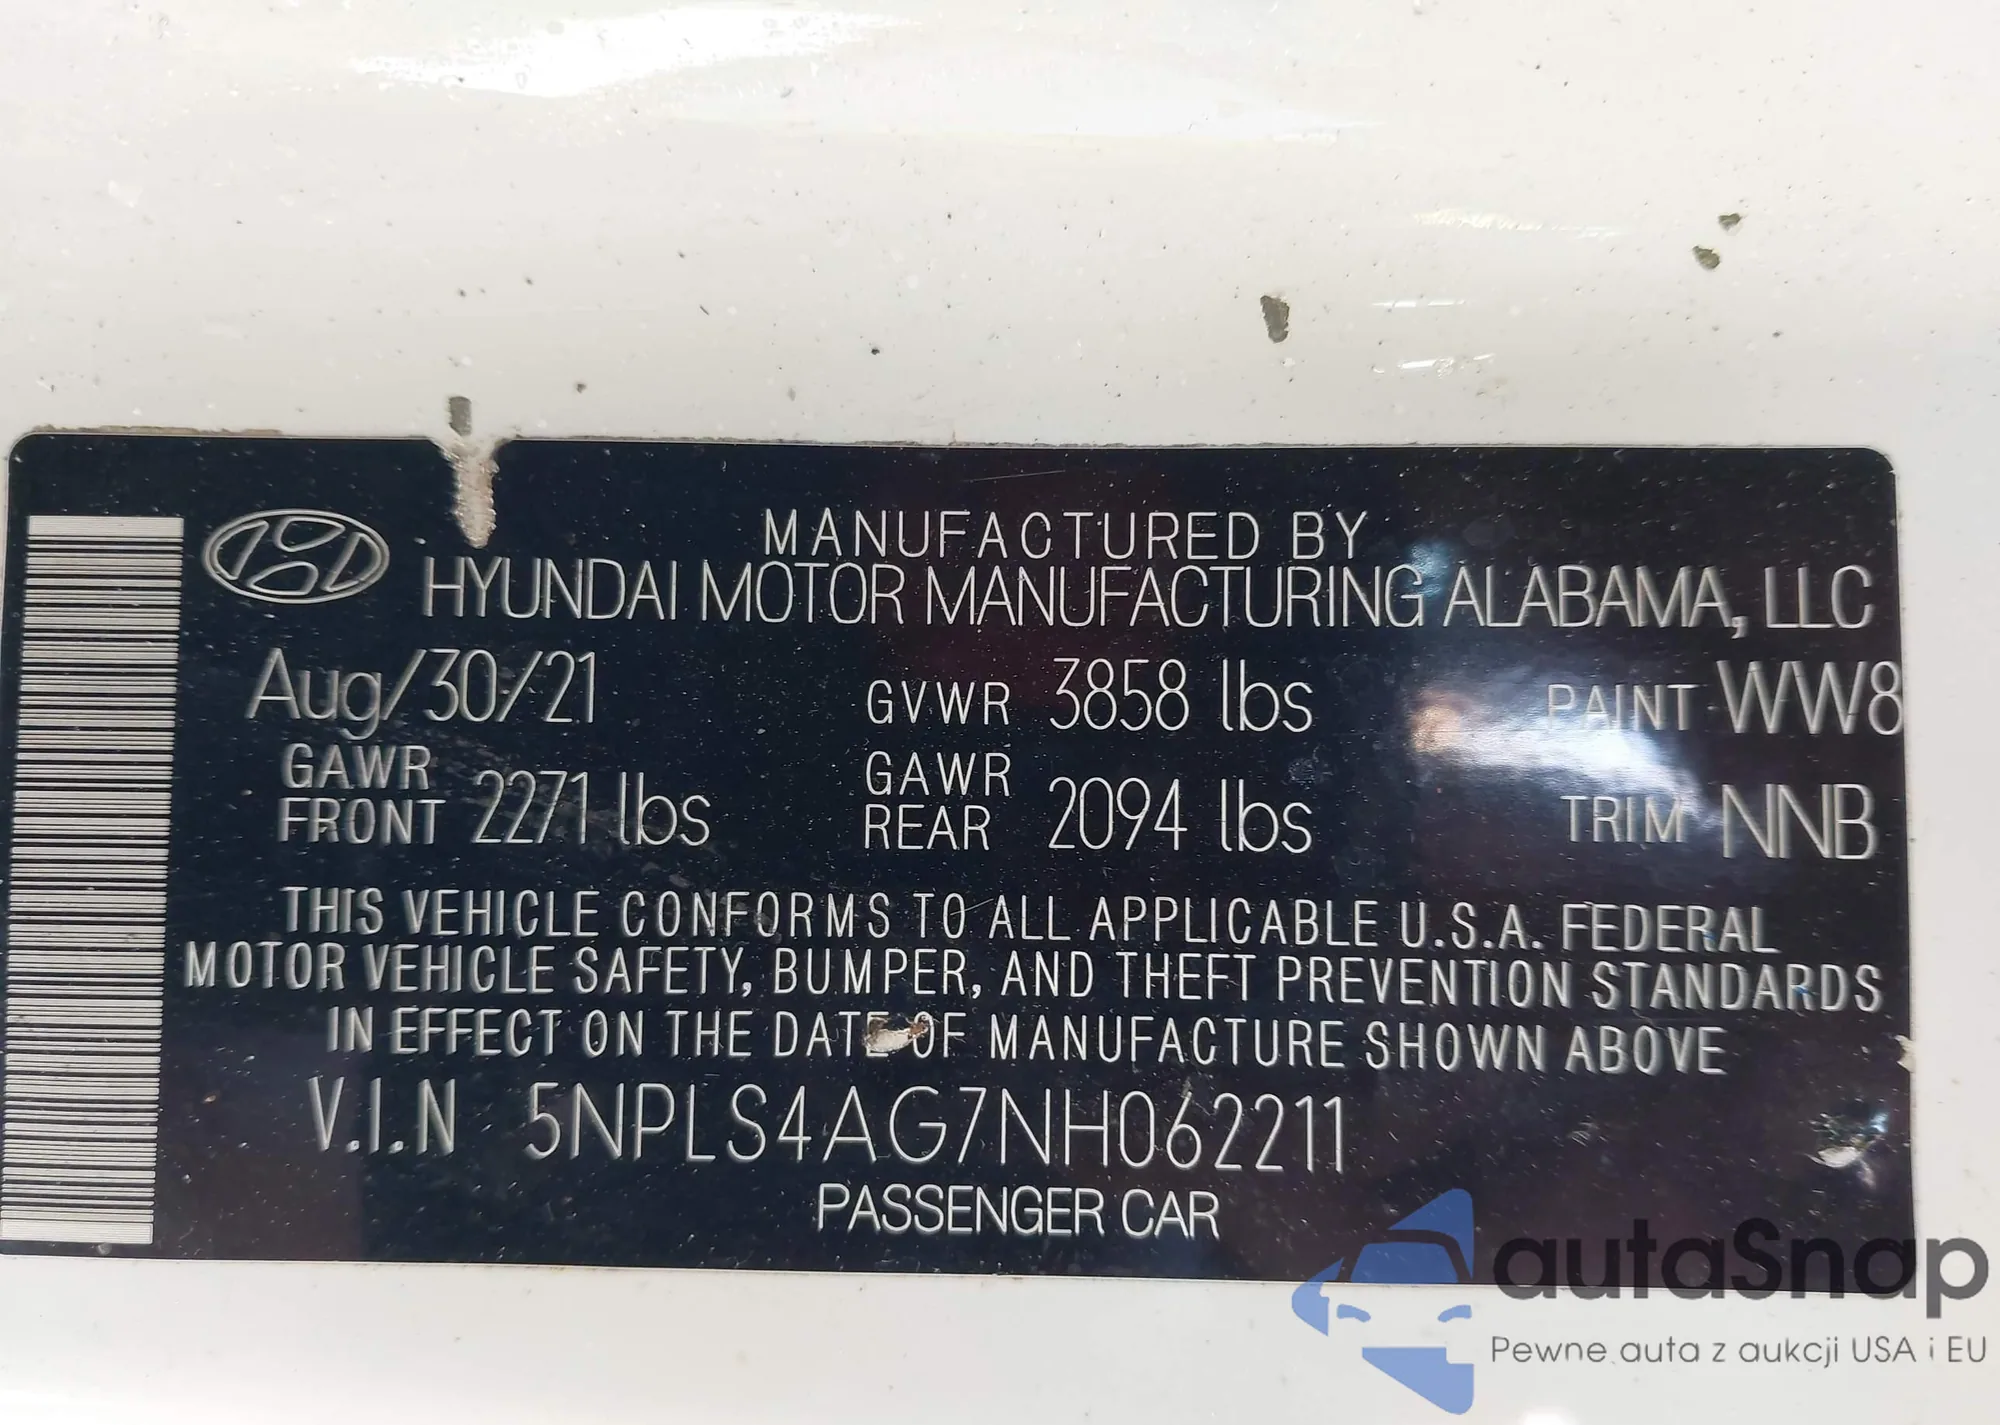 MANUFACTURED BY
HYUNDAI MOTOR MANUFACTURING ALABAMA, LLC
Aug/30/21 GVWR 3858 lbs PAINT WW8
GAWR FRONT 2271 lbs GAWR REAR 2094 lbs TRIM NNB
THIS VEHICLE CONFORMS TO ALL APPLICABLE U.S.A. FEDERAL
MOTOR VEHICLE SAFETY, BUMPER, AND THEFT PREVENTION STANDARDS
IN EFFECT ON THE DATE OF MANUFACTURE SHOWN ABOVE
V.I.N 5NPLS4AG7NH062211
PASSENGER CAR
autaSnap
Pewne auta z aukcji USA i EU